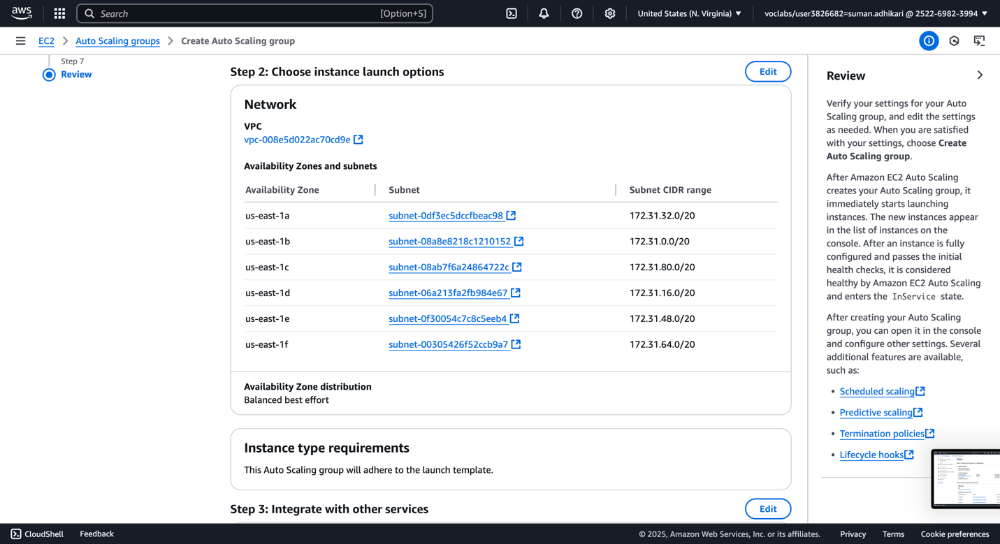 aws
Search
[Option+S]
United States (N. Virginia)
voclabs/user3826682=suman.adhikari @ 2522-6982-3994
EC2
Auto Scaling groups
Create Auto Scaling group
Step 7
Review
Step 2: Choose instance launch options
Edit
Network
VPC
vpc-008e5d022ac70cd9e
Availability Zones and subnets
Availability Zone Subnet Subnet CIDR range
us-east-1a subnet-0df3ec5dccfbeac98 172.31.32.0/20
us-east-1b subnet-08a8e8218c1210152 172.31.0.0/20
us-east-1c subnet-08ab7f6a24864722c 172.31.80.0/20
us-east-1d subnet-06a213fa2fb984e67 172.31.16.0/20
us-east-1e subnet-0f30054c7c8c5eeb4 172.31.48.0/20
us-east-1f subnet-00305426f52ccb9a7 172.31.64.0/20
Availability Zone distribution
Balanced best effort
Instance type requirements
This Auto Scaling group will adhere to the launch template.
Step 3: Integrate with other services
Edit
Review
Verify your settings for your Auto
Scaling group, and edit the settings
as needed. When you are satisfied
with your settings, choose Create
Auto Scaling group.
After Amazon EC2 Auto Scaling
creates your Auto Scaling group, it
immediately starts launching
instances. The new instances appear
in the list of instances on the
console. After an instance is fully
configured and passes the initial
health checks, it is considered
healthy by Amazon EC2 Auto Scaling
and enters the InService state.
After creating your Auto Scaling
group, you can open it in the console
and configure other settings. Several
additional features are available,
such as:
• Scheduled scaling
• Predictive scaling
• Termination policies
• Lifecycle hooks
CloudShell
Feedback
© 2025, Amazon Web Services, Inc. or its affiliates.
Privacy
Terms
Cookie preferences